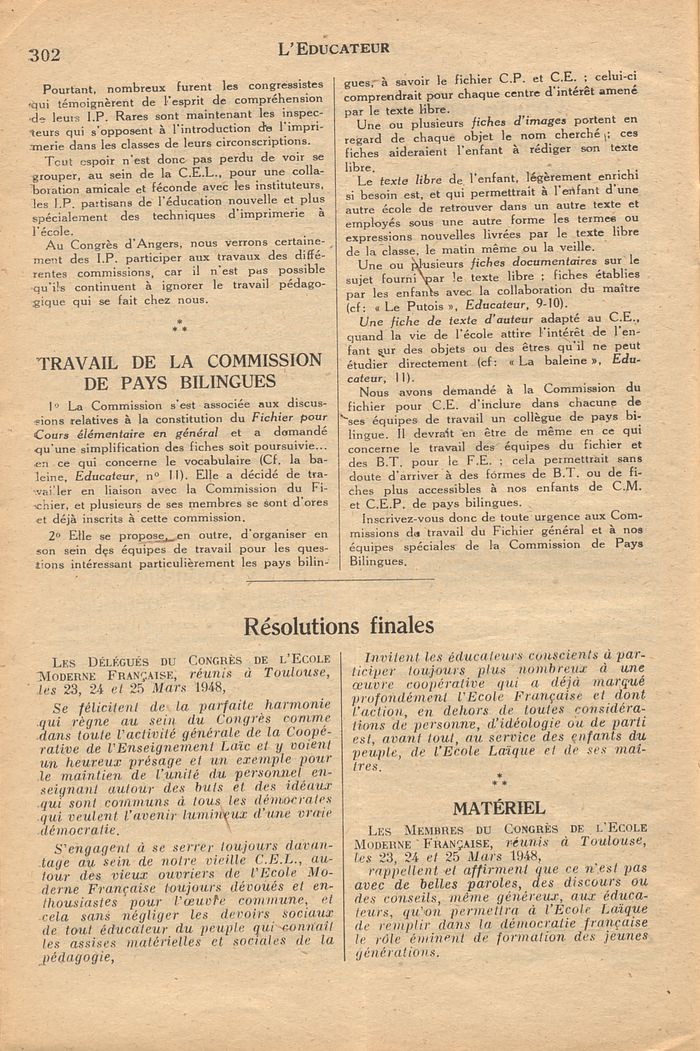 302
L'EDUCATEUR
Pourtant, nombreux furent les congressistes
qui témoignèrent de l'esprit de compréhension
de leurs I.P. Rares sont maintenant les inspec-
teurs qui s'opposent à l'introduction de l'impri-
merie dans les classes de leurs circonscriptions.
Tout espoir n'est donc pas perdu de voir se
grouper, au sein de la C.E.L., pour une colla-
boration amicale et féconde avec les instituteurs,
les I.P. partisans de l'éducation nouvelle et plus
spécialement des techniques d'imprimerie à
l'école.
Au Congrès d'Angers, nous verrons certaine-
ment des I.P. participer aux travaux des diffé-
rentes commissions, car il n'est pas possible
qu'ils continuent à ignorer le travail pédago-
gique qui se fait chez nous.
***
TRAVAIL DE LA COMMISSION
DE PAYS BILINGUES
1° La Commission s'est associée aux discus-
sions relatives à la constitution du Fichier pour
Cours élémentaire en général et a demandé
qu'une simplification des fiches soit poursuivie...
en ce qui concerne le vocabulaire (Cf. la ba-
leine, Educateur, n° 11). Elle a décidé de tra-
vailler en liaison avec la Commission du Fi-
chier, et plusieurs de ses membres se sont d'ores
et déjà inscrits à cette commission.
2° Elle se propose, en outre, d'organiser en
son sein des équipes de travail pour les ques-
tions intéressant particulièrement les pays bilin-
gues, à savoir le fichier C.P. et C.E. ; celui-ci
comprendrait pour chaque centre d'intérêt amené
par le texte libre.
Une ou plusieurs fiches d'images portent en
regard de chaque objet le nom cherché ; ces
fiches aideraient l'enfant à rédiger son texte
libre.
Le texte libre de l'enfant, légèrement enrichi
si besoin est, et qui permettrait à l'enfant d'une
autre école de retrouver dans un autre texte et
employés sous une autre forme les termes ou
expressions nouvelles livrées par le texte libre
de la classe, le matin même ou la veille.
Une ou plusieurs fiches documentaires sur le
sujet fourni par le texte libre ; fiches établies
par les enfants avec la collaboration du maître
(cf: « Le Putois », Educateur, 9-10).
Une fiche de texte d'auteur adapté au C.E.,
quand la vie de l'école attire l'intérêt de l'en-
fant sur des objets ou des êtres qu'il ne peut
étudier directement (cf: « La baleine », Edu-
cateur, 11).
Nous avons demandé à la Commission du
fichier pour C.E. d'inclure dans chacune de
ses équipes de travail un collègue de pays bi-
lingue. Il devrait en être de même en ce qui
concerne le travail des équipes du fichier et
des B.T. pour le F.E. ; cela permettrait sans
doute d'arriver à des formes de B.T. ou de fi-
ches plus accessibles à nos enfants de C.M.
et C.E.P. de pays bilingues.
Inscrivez-vous donc de toute urgence aux Com-
missions de travail du Fichier général et à nos
équipes spéciales de la Commission de Pays
Bilingues.
Résolutions finales
LES DÉLÉGUÉS DU CONGRÈS DE L'ECOLE
MODERNE FRANÇAISE, réunis à Toulouse,
les 23, 24 et 25 Mars 1948,
Se félicitent de la parfaite harmonie
qui règne au sein du Congrès comme
dans toute l'activité générale de la Coopé-
rative de l'Enseignement Laïc et y voient
un heureux présage et un exemple pour
le maintien de l'unité du personnel en-
seignant autour des buts et des idéaux
qui sont communs à tous les démocrates
qui veulent l'avenir lumineux d'une vraie
démocratie.
S'engagent à se serrer toujours davan-
tage au sein de notre vieille C.E.L., au-
tour des vieux ouvriers de l'Ecole Mo-
derne Française toujours dévoués et en-
thousiastes pour l'œuvre commune, et
cela sans négliger les devoirs sociaux
de tout éducateur du peuple qui connaît
les assises matérielles et sociales de la
pédagogie,
Invitent les éducateurs conscients à par-
ticiper toujours plus nombreux à une
œuvre coopérative qui a déjà marqué
profondément l'Ecole Française et dont
l'action, en dehors de toutes considéra-
tions de personne, d'idéologie ou de parti
est, avant tout, au service des enfants du
peuple, de l'Ecole Laïque et de ses maî-
tres.
***
MATÉRIEL
LES MEMBRES DU CONGRÈS DE L'ECOLE
MODERNE FRANÇAISE, réunis à Toulouse,
les 23, 24 et 25 Mars 1948,
rappellent et affirment que ce n'est pas
avec de belles paroles, des discours ou
des conseils, même généreux, aux éduca-
teurs, qu'on permettra à l'Ecole Laïque
de remplir dans la démocratie française
le rôle éminent de formation des jeunes
générations.